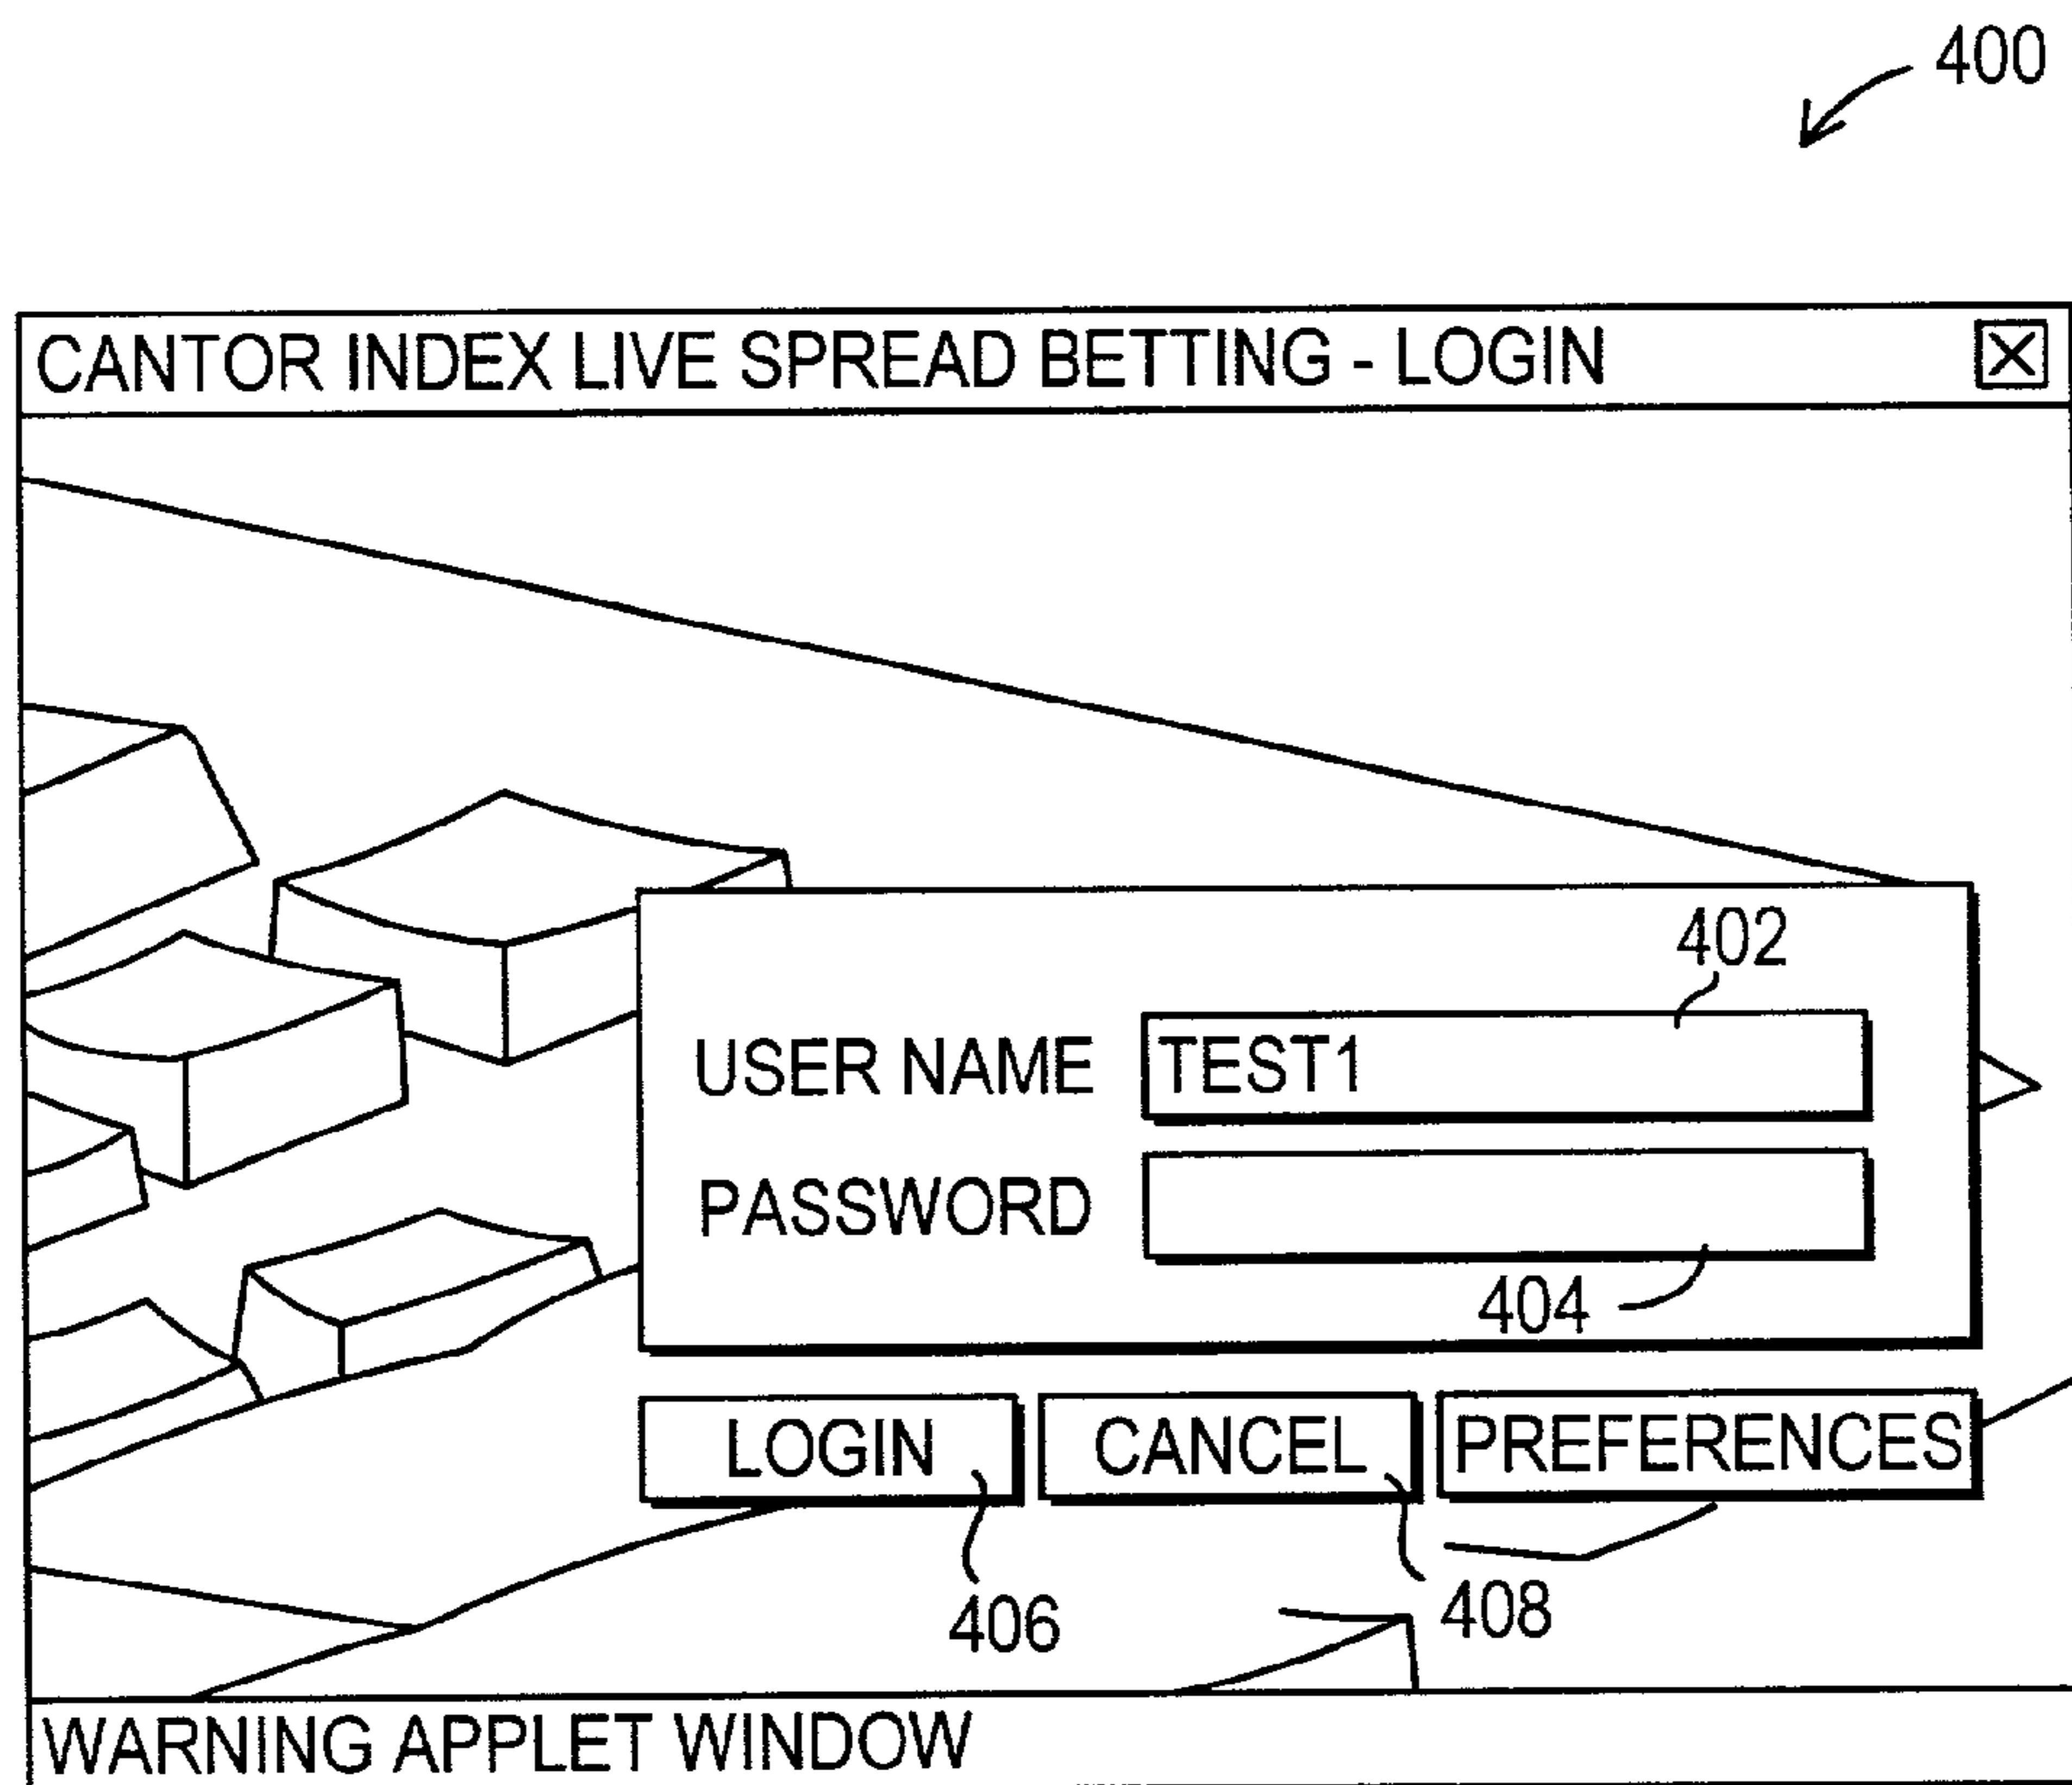 400
CANTOR INDEX LIVE SPREAD BETTING - LOGIN
402
USER NAME TEST1
PASSWORD
404
LOGIN CANCEL PREFERENCES
406 408
WARNING APPLET WINDOW